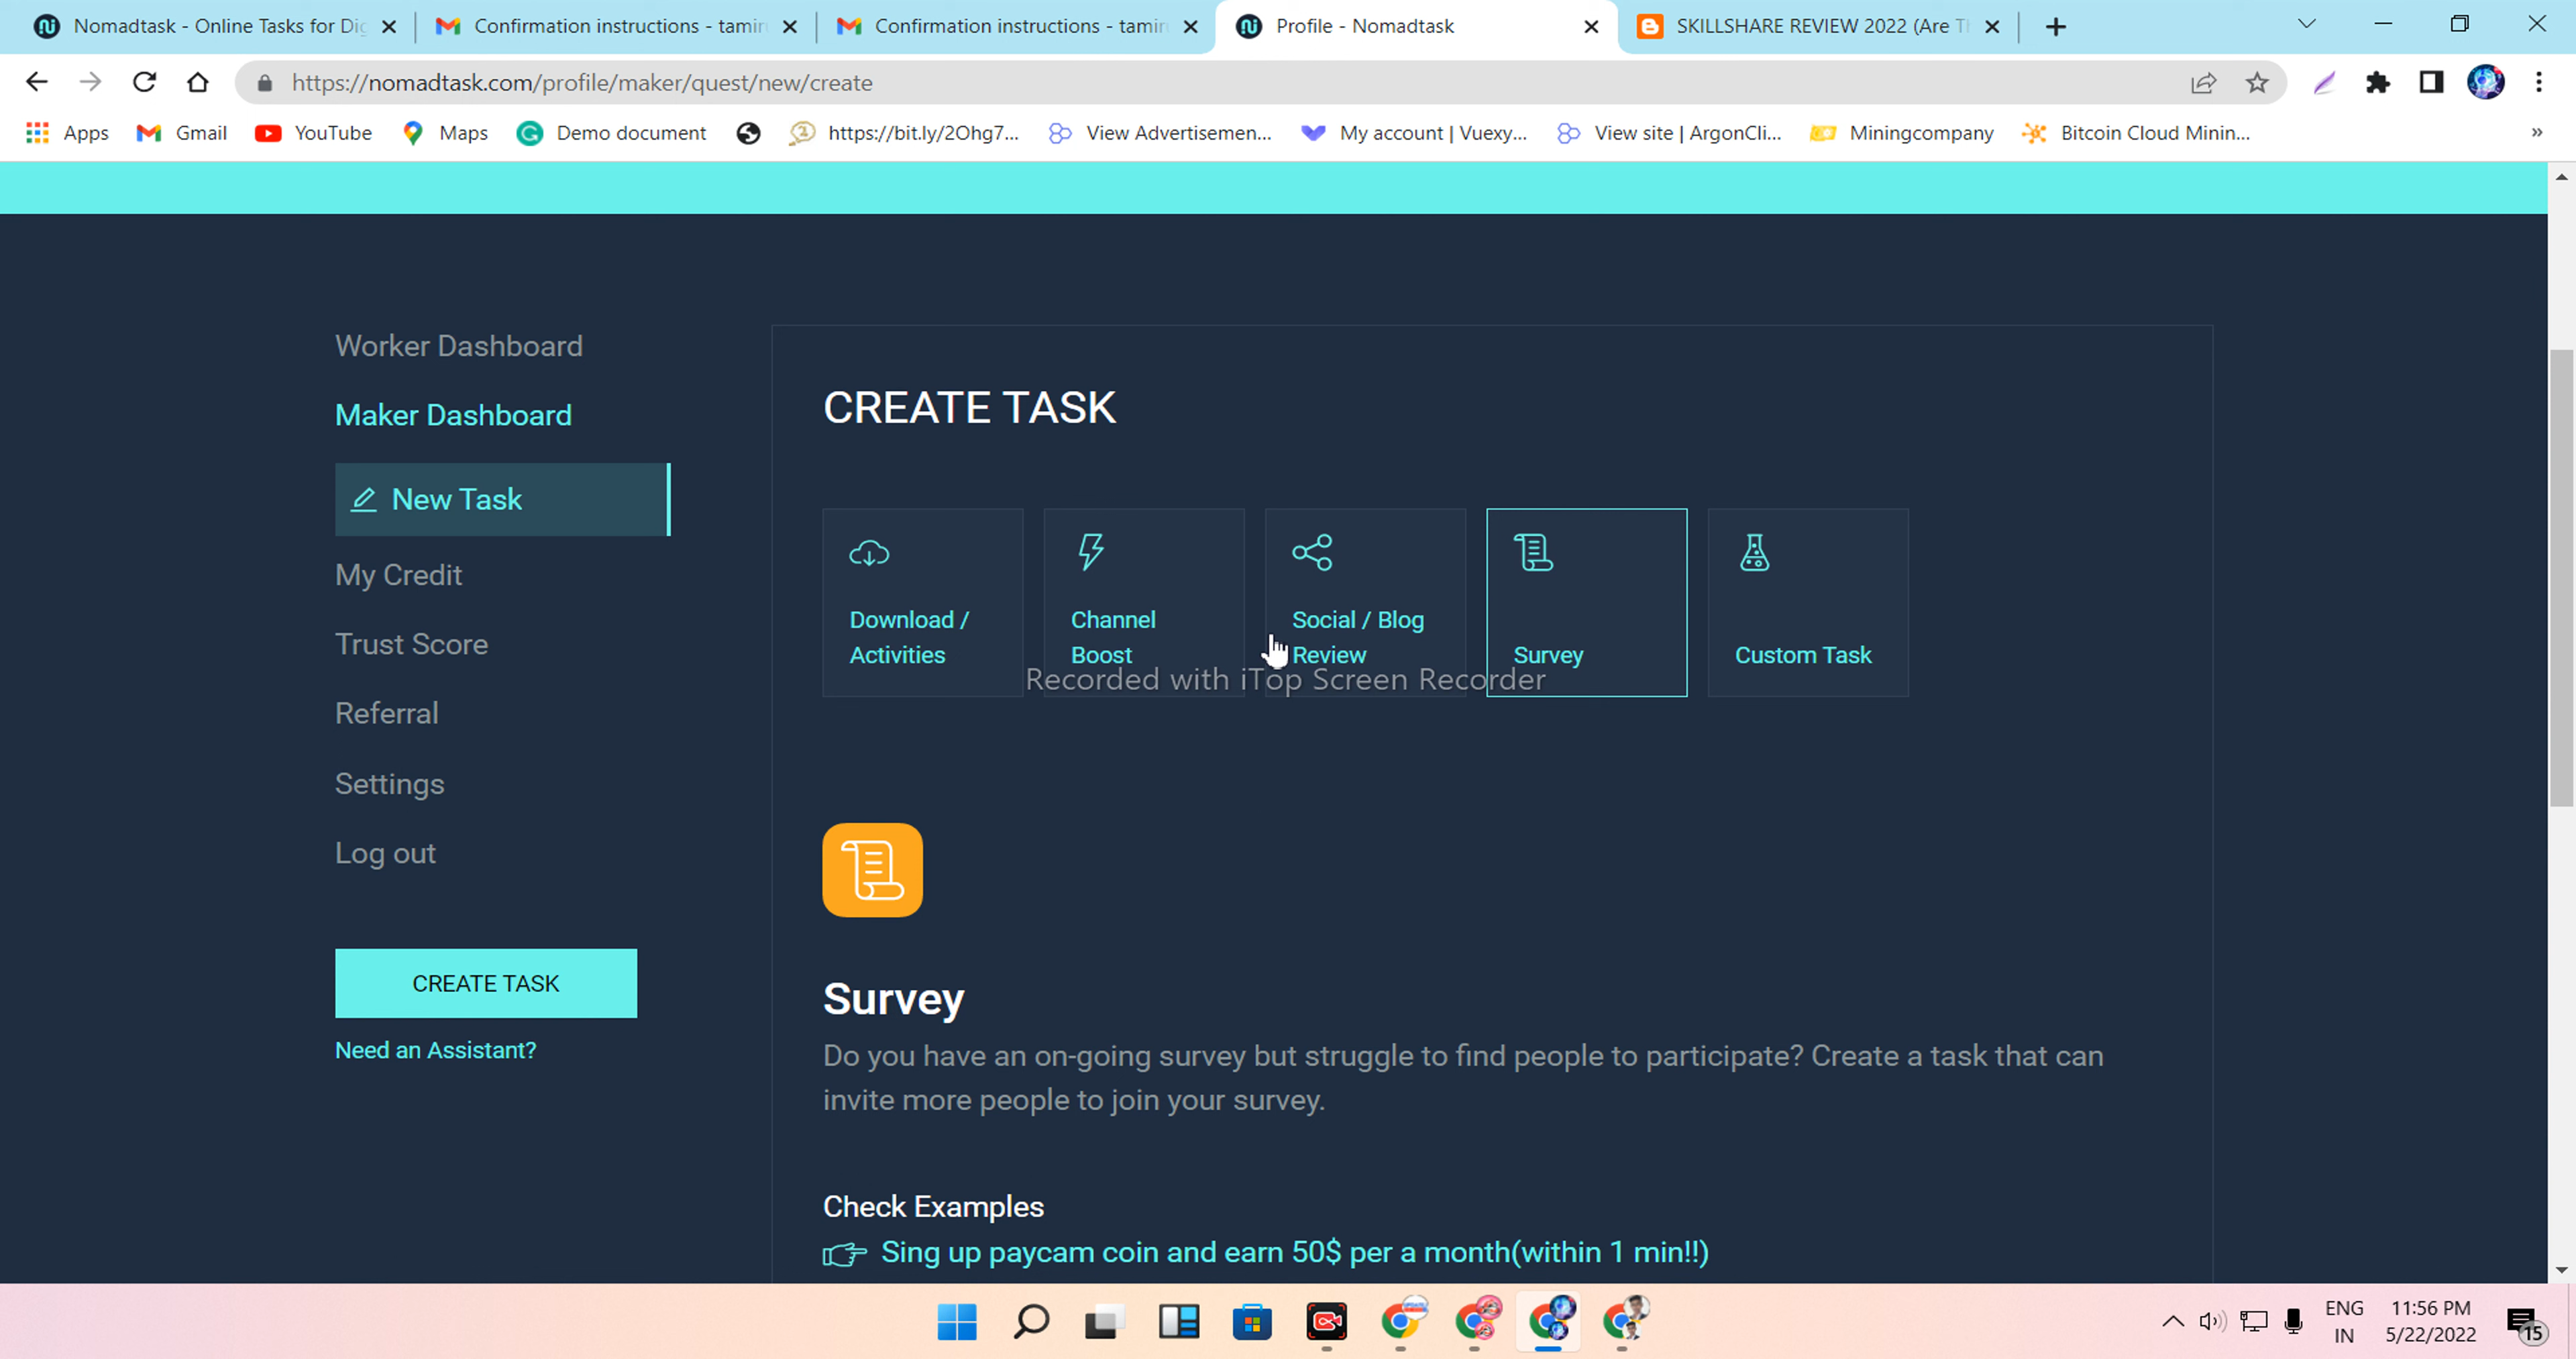 Nomadtask - Online Tasks for Dig
Confirmation instructions - tamin
Confirmation instructions - tamin
Profile - Nomadtask
SKILLSHARE REVIEW 2022 (Are Th
https://nomadtask.com/profile/maker/quest/new/create
Apps
Gmail
YouTube
Maps
Demo document
https://bit.ly/2Ohg7...
View Advertisemen...
My account | Vuexy...
View site | ArgonCli...
Miningcompany
Bitcoin Cloud Minin...
Worker Dashboard
Maker Dashboard
New Task
My Credit
Trust Score
Referral
Settings
Log out
CREATE TASK
Need an Assistant?
CREATE TASK
Download /
Activities
Channel
Boost
Social / Blog
Review
Survey
Custom Task
Recorded with iTop Screen Recorder
Survey
Do you have an on-going survey but struggle to find people to participate? Create a task that can
invite more people to join your survey.
Check Examples
Sing up paycam coin and earn 50$ per a month(within 1 min!!)
ENG
IN
11:56 PM
5/22/2022
15